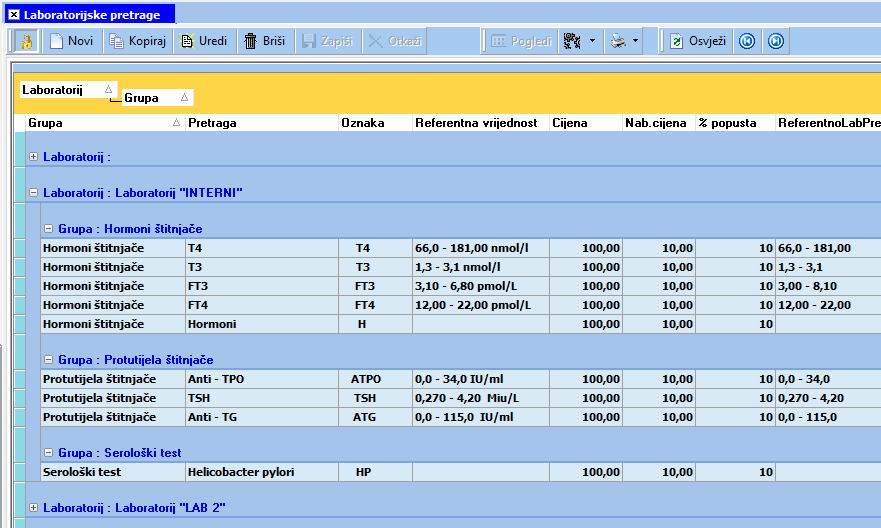 Laboratorijske pretrage
Novi Kopiraj Uredi Briši Zapiši Otkaži Pogledi Osvježi
Laboratorij
Grupa
Grupa Pretraga Oznaka Referentna vrijednost Cijena Nab.cijena % popusta ReferentnoLabPre
Laboratorij :
Laboratorij : Laboratorij "INTERNI"
Grupa : Hormoni štitnjače
Hormoni štitnjače T4 T4 66,0 - 181,00 nmol/l 100,00 10,00 10 66,0 - 181,00
Hormoni štitnjače T3 T3 1,3 - 3,1 nmol/l 100,00 10,00 10 1,3 - 3,1
Hormoni štitnjače FT3 FT3 3,10 - 6,80 pmol/L 100,00 10,00 10 3,00 - 8,10
Hormoni štitnjače FT4 FT4 12,00 - 22,00 pmol/L 100,00 10,00 10 12,00 - 22,00
Hormoni štitnjače Hormoni H 100,00 10,00 10
Grupa : Protutijela štitnjače
Protutijela štitnjače Anti - TPO ATPO 0,0 - 34,0 IU/ml 100,00 10,00 10 0,0 - 34,0
Protutijela štitnjače TSH TSH 0,270 - 4,20 Miu/L 100,00 10,00 10 0,270 - 4,20
Protutijela štitnjače Anti - TG ATG 0,0 - 115,0 IU/ml 100,00 10,00 10 0,0 - 115,0
Grupa : Serološki test
Serološki test Helicobacter pylori HP 100,00 10,00 10
Laboratorij : Laboratorij "LAB 2"